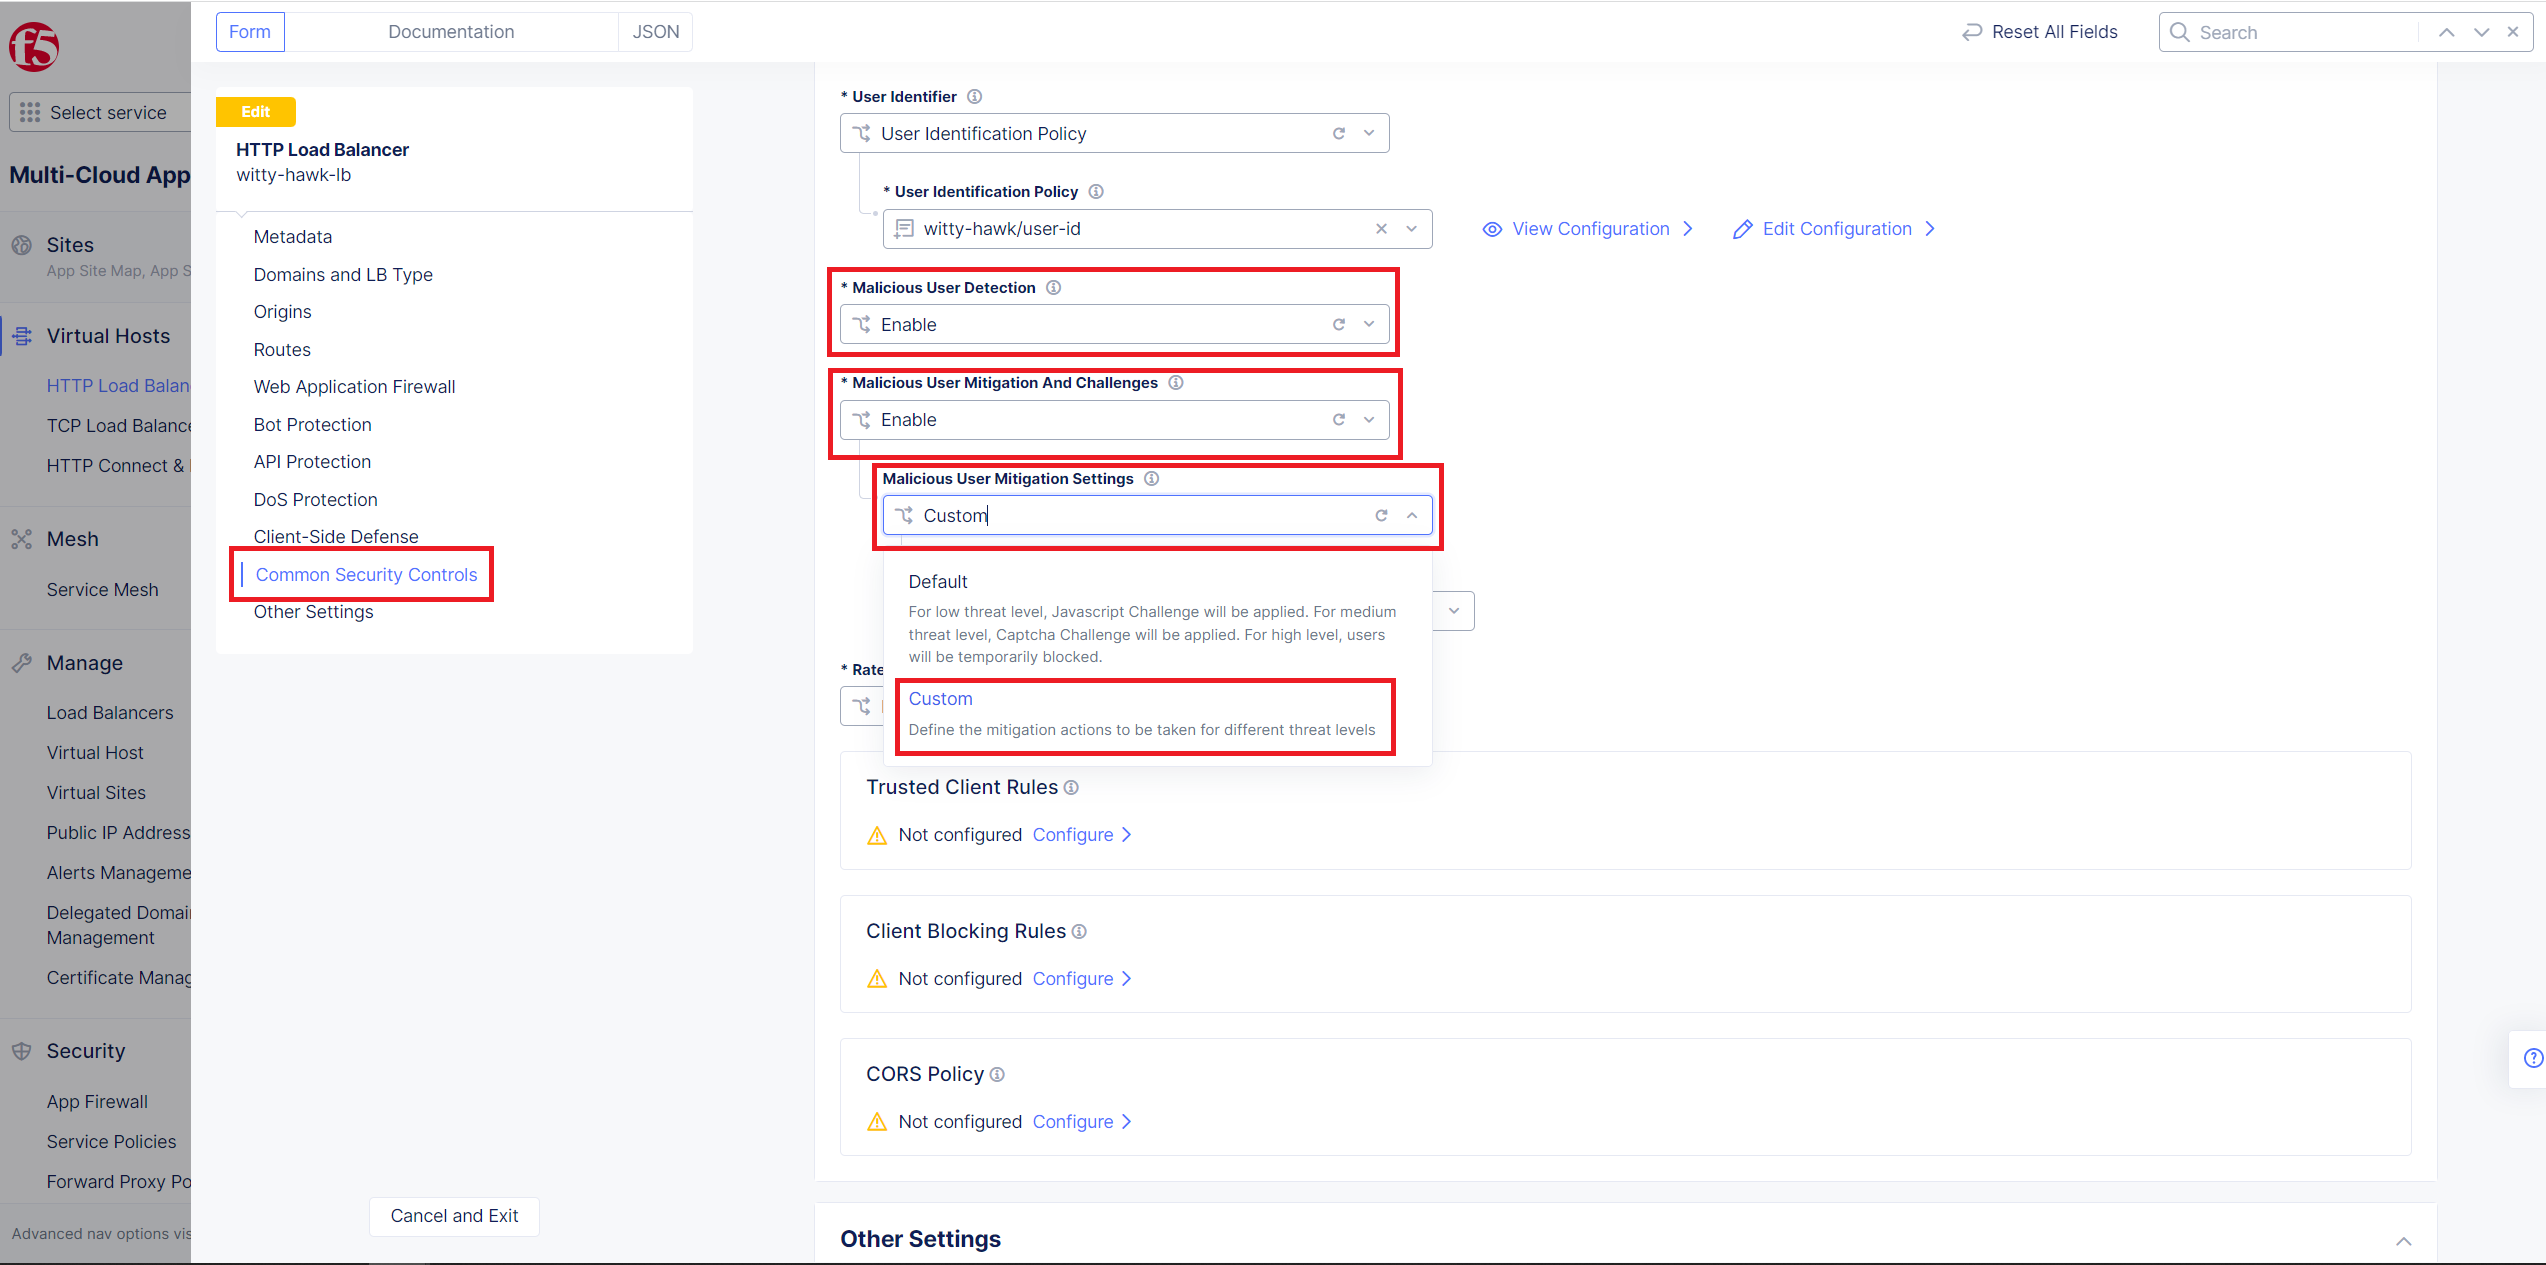 f5
Form
Documentation
JSON
Reset All Fields
Search
Select service
Multi-Cloud App
Sites
App Site Map, App S
Virtual Hosts
HTTP Load Balan
TCP Load Balance
HTTP Connect &
Mesh
Service Mesh
Manage
Load Balancers
Virtual Host
Virtual Sites
Public IP Address
Alerts Manageme
Delegated Domai
Management
Certificate Manag
Security
App Firewall
Service Policies
Forward Proxy Po
Advanced nav options vis
Edit
HTTP Load Balancer
witty-hawk-lb
Metadata
Domains and LB Type
Origins
Routes
Web Application Firewall
Bot Protection
API Protection
DoS Protection
Client-Side Defense
Common Security Controls
Other Settings
Cancel and Exit
* User Identifier
User Identification Policy
* User Identification Policy
witty-hawk/user-id
View Configuration
Edit Configuration
* Malicious User Detection
Enable
* Malicious User Mitigation And Challenges
Enable
Malicious User Mitigation Settings
Custom
Default
For low threat level, Javascript Challenge will be applied. For medium
threat level, Captcha Challenge will be applied. For high level, users
will be temporarily blocked.
* Rate
Custom
Define the mitigation actions to be taken for different threat levels
Trusted Client Rules
Not configured Configure
Client Blocking Rules
Not configured Configure
CORS Policy
Not configured Configure
Other Settings